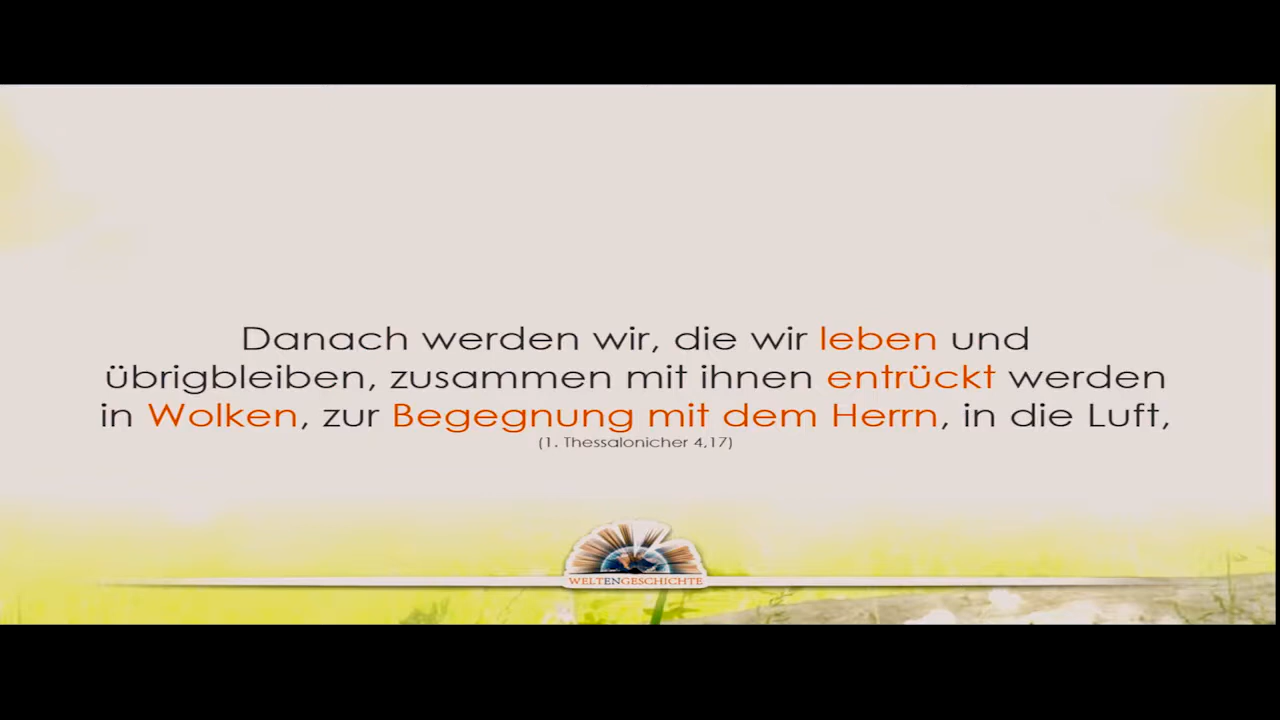 Danach werden wir, die wir leben und
übrigbleiben, zusammen mit ihnen entrückt werden
in Wolken, zur Begegnung mit dem Herrn, in die Luft,
(1. Thessalonicher 4,17)
WELTENGESCHICHTE